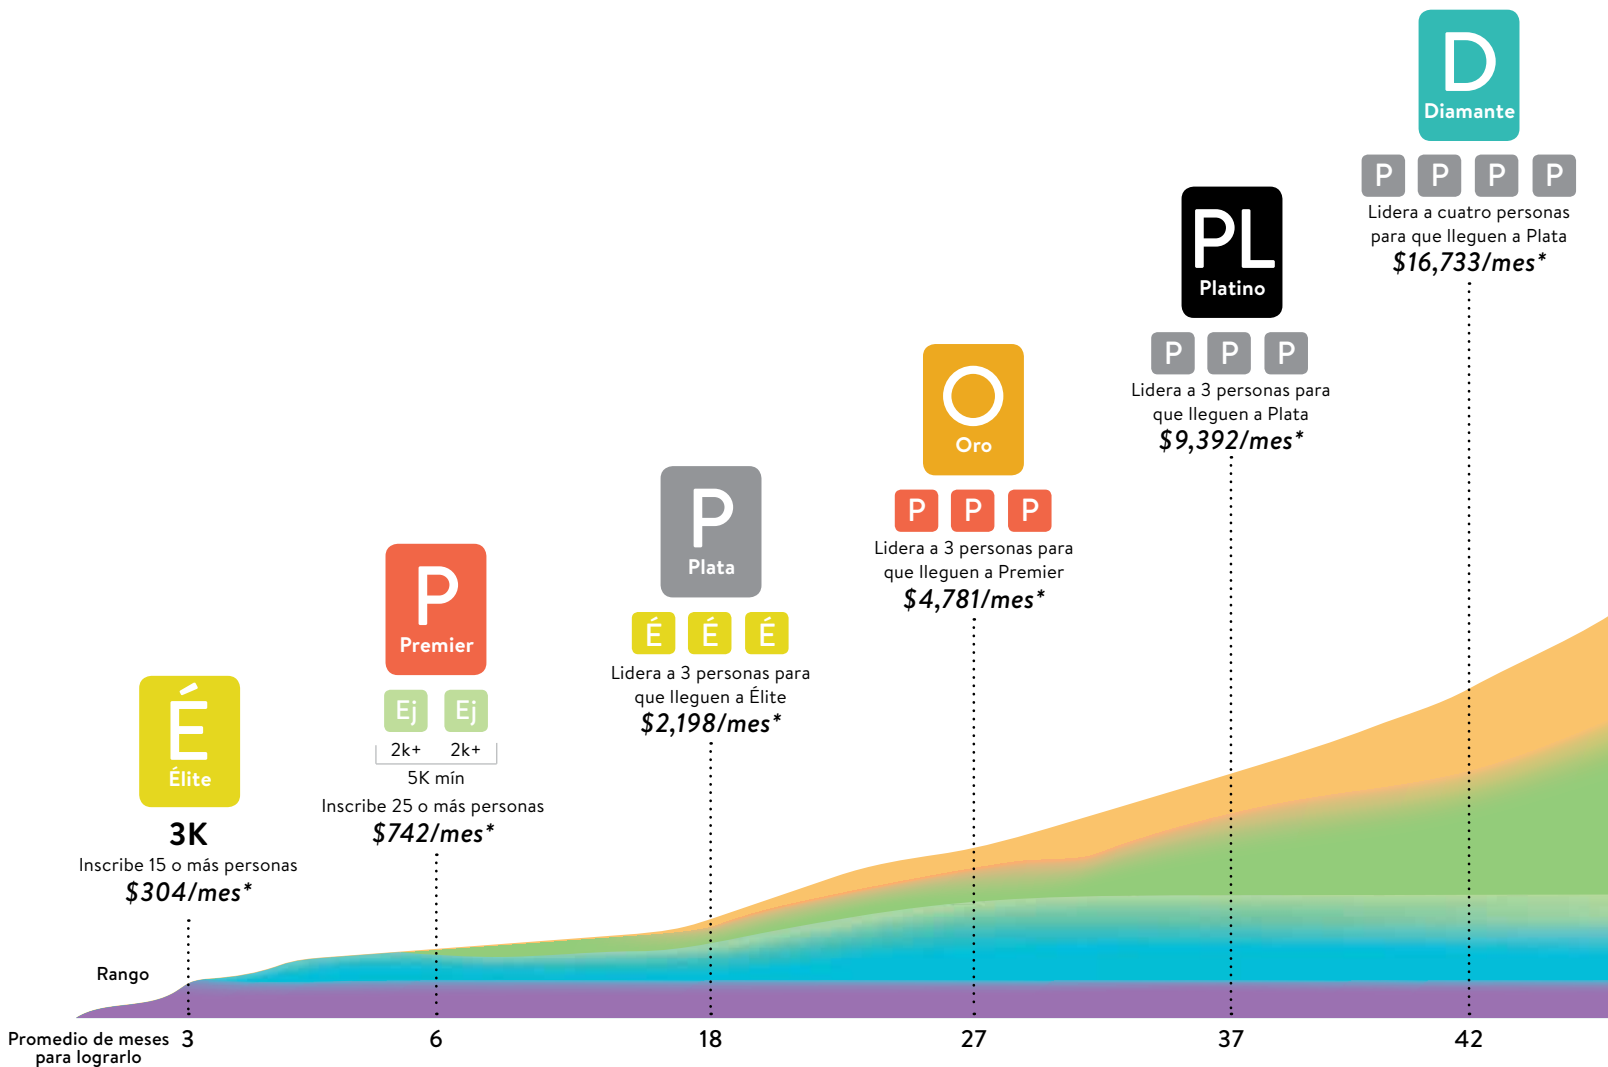 É
Élite
3K
Inscribe 15 o más personas
$304/mes*
P
Premier
Ej Ej
2k+ 2k+
5K mín
Inscribe 25 o más personas
$742/mes*
P
Plata
É É É
Lidera a 3 personas para
que lleguen a Élite
$2,198/mes*
O
Oro
P P P
Lidera a 3 personas para
que lleguen a Premier
$4,781/mes*
PL
Platino
P P P
Lidera a 3 personas para
que lleguen a Plata
$9,392/mes*
D
Diamante
P P P P
Lidera a cuatro personas
para que lleguen a Plata
$16,733/mes*
Rango
Promedio de meses
para lograrlo
3 6 18 27 37 42